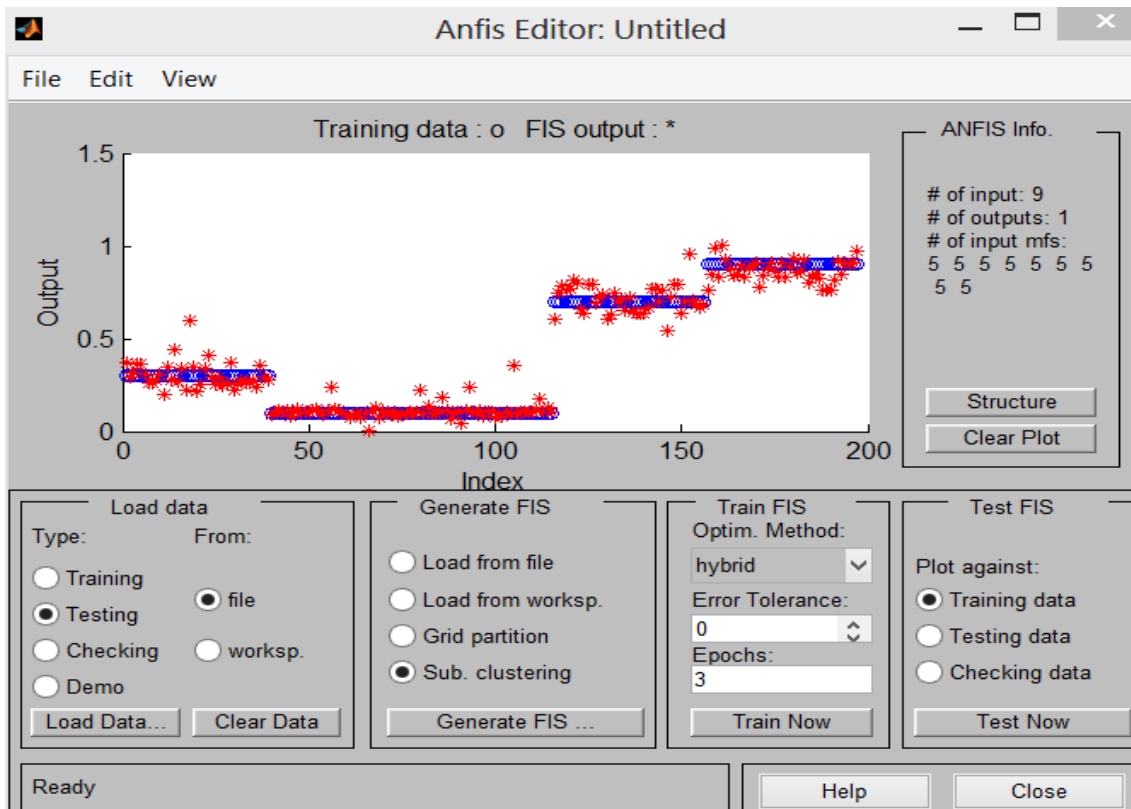 Anfis Editor: Untitled
File Edit View
Training data : o FIS output : *
1.5
1
0.5
0
Output
0 50 100 150 200
Index
ANFIS Info.
# of input: 9
# of outputs: 1
# of input mfs:
5 5 5 5 5 5 5
5 5
Structure
Clear Plot
Load data
Type: From:
Training
Testing
Checking
Demo
file
worksp.
Load Data... Clear Data
Generate FIS
Load from file
Load from worksp.
Grid partition
Sub. clustering
Generate FIS ...
Train FIS
Optim. Method:
hybrid
Error Tolerance:
0
Epochs:
3
Train Now
Test FIS
Plot against:
Training data
Testing data
Checking data
Test Now
Ready
Help Close